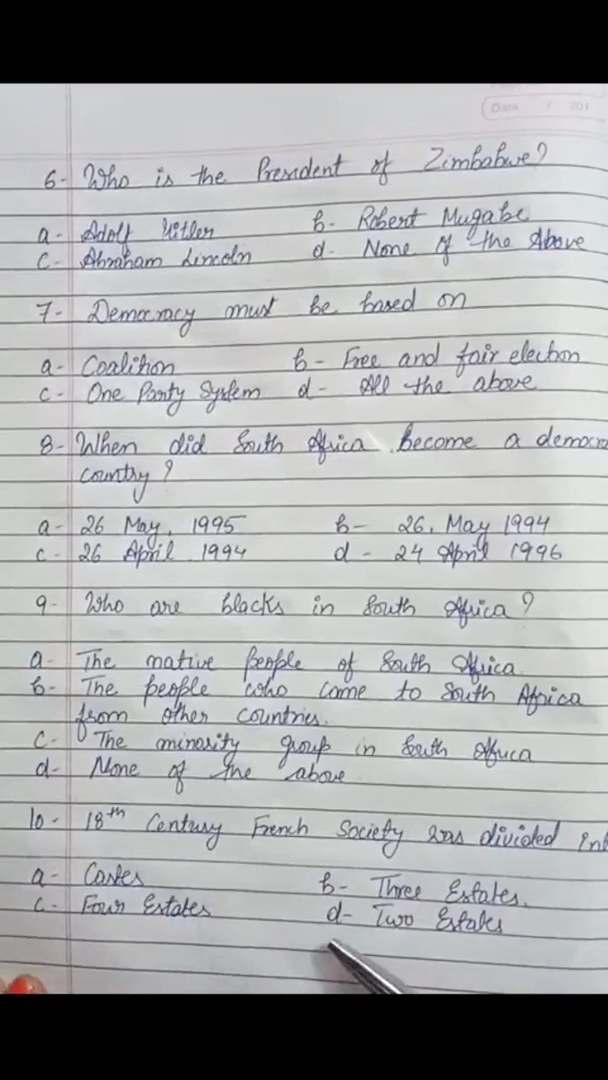 Date / 201
6- Who is the President of Zimbabwe?
a- Adolf Hitler b- Robert Mugabe
c- Abraham Lincoln d- None of the Above
7- Democracy must be based on
a- Coalition b- Free and fair election
c- One Party System d- All the above
8- When did South Africa become a democra
country?
a- 26 May, 1995 b- 26, May 1994
c- 26 April 1994 d- 24 April 1996
9- Who are blacks in South Africa?
a- The native people of South Africa
b- The people who come to South Africa
from other countries.
c- The minority group in South Africa
d- None of the above
10- 18th Century French Society was divided int
a- Castes b- Three Estates.
c- Four Estates d- Two Estates